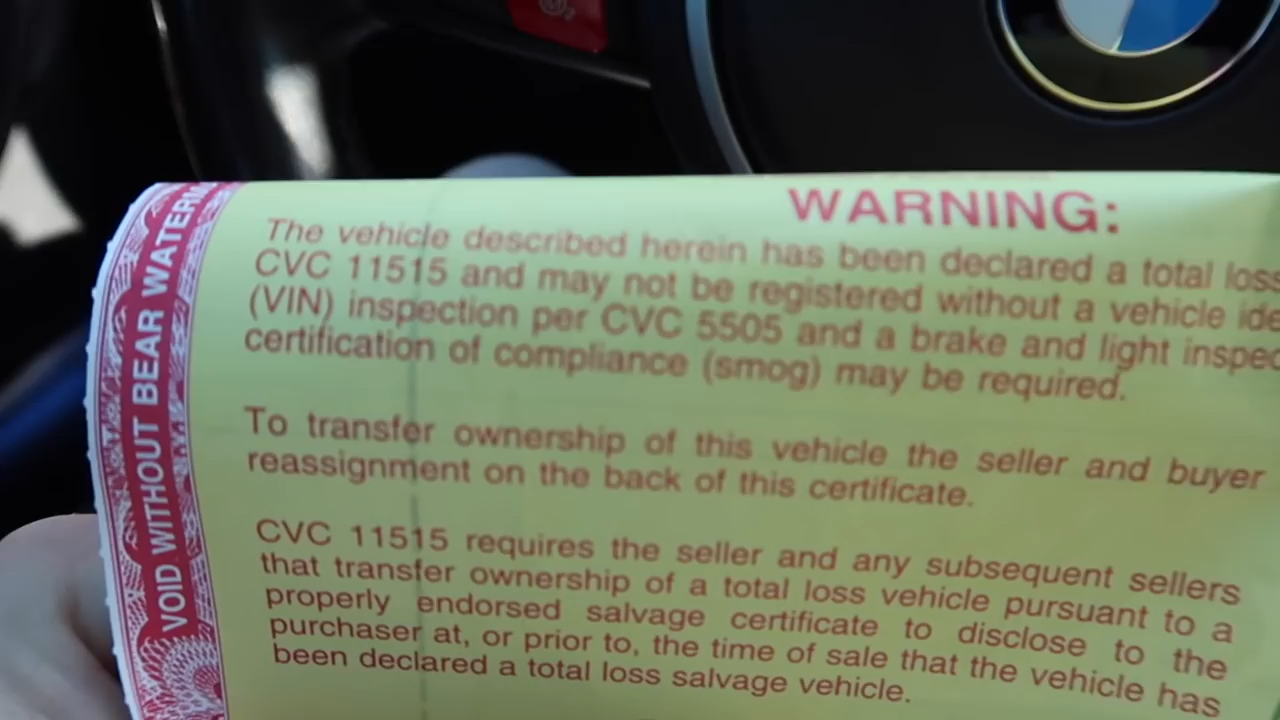 WARNING:
The vehicle described herein has been declared a total loss
CVC 11515 and may not be registered without a vehicle
(VIN) inspection per CVC 5505 and a brake and light
certification of compliance (smog) may be required.
To transfer ownership of this vehicle the seller and buyer
reassignment on the back of this certificate.
CVC 11515 requires the seller and any subsequent sellers
that transfer ownership of a total loss vehicle pursuant to a
properly endorsed salvage certificate to disclose to the
purchaser at, or prior to, the time of sale that the vehicle has
been declared a total loss salvage vehicle.
VOID WITHOUT BEAR